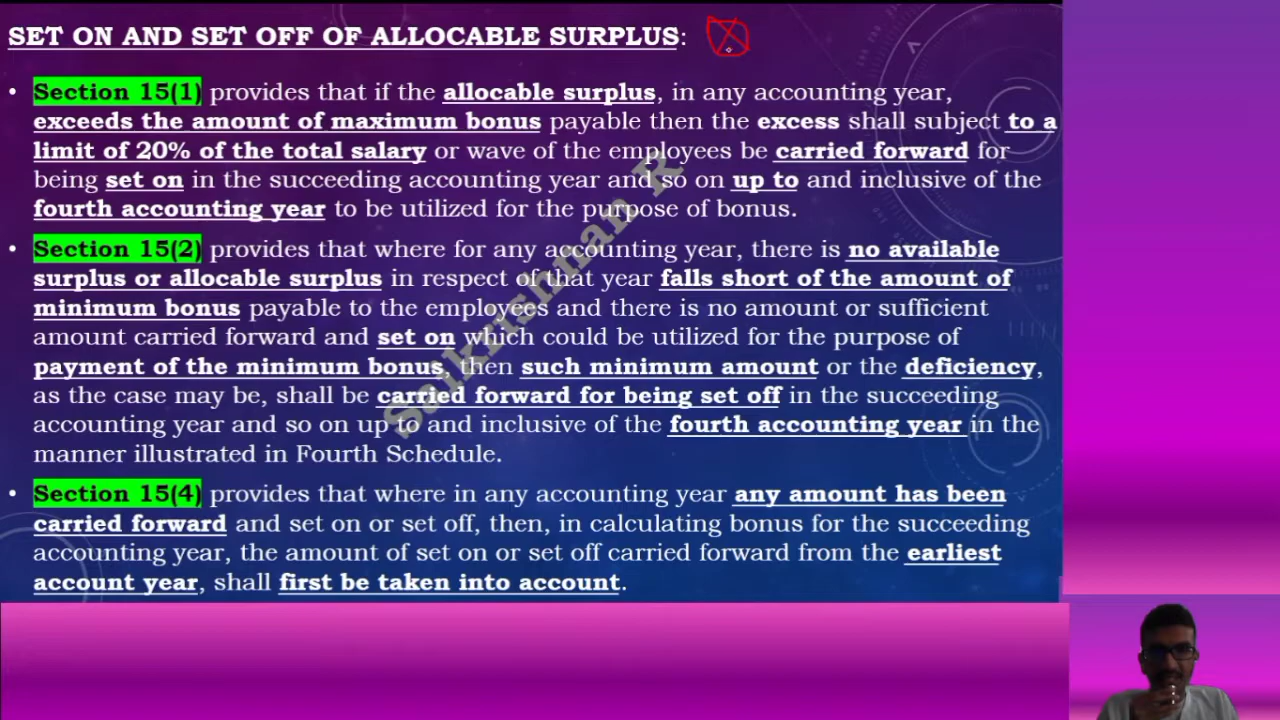 SET ON AND SET OFF OF ALLOCABLE SURPLUS:
• Section 15(1) provides that if the allocable surplus, in any accounting year,
exceeds the amount of maximum bonus payable then the excess shall subject to a
limit of 20% of the total salary or wave of the employees be carried forward for
being set on in the succeeding accounting year and so on up to and inclusive of the
fourth accounting year to be utilized for the purpose of bonus.
• Section 15(2) provides that where for any accounting year, there is no available
surplus or allocable surplus in respect of that year falls short of the amount of
minimum bonus payable to the employees and there is no amount or sufficient
amount carried forward and set on which could be utilized for the purpose of
payment of the minimum bonus, then such minimum amount or the deficiency,
as the case may be, shall be carried forward for being set off in the succeeding
accounting year and so on up to and inclusive of the fourth accounting year in the
manner illustrated in Fourth Schedule.
• Section 15(4) provides that where in any accounting year any amount has been
carried forward and set on or set off, then, in calculating bonus for the succeeding
accounting year, the amount of set on or set off carried forward from the earliest
account year, shall first be taken into account.
Saikrishnan R